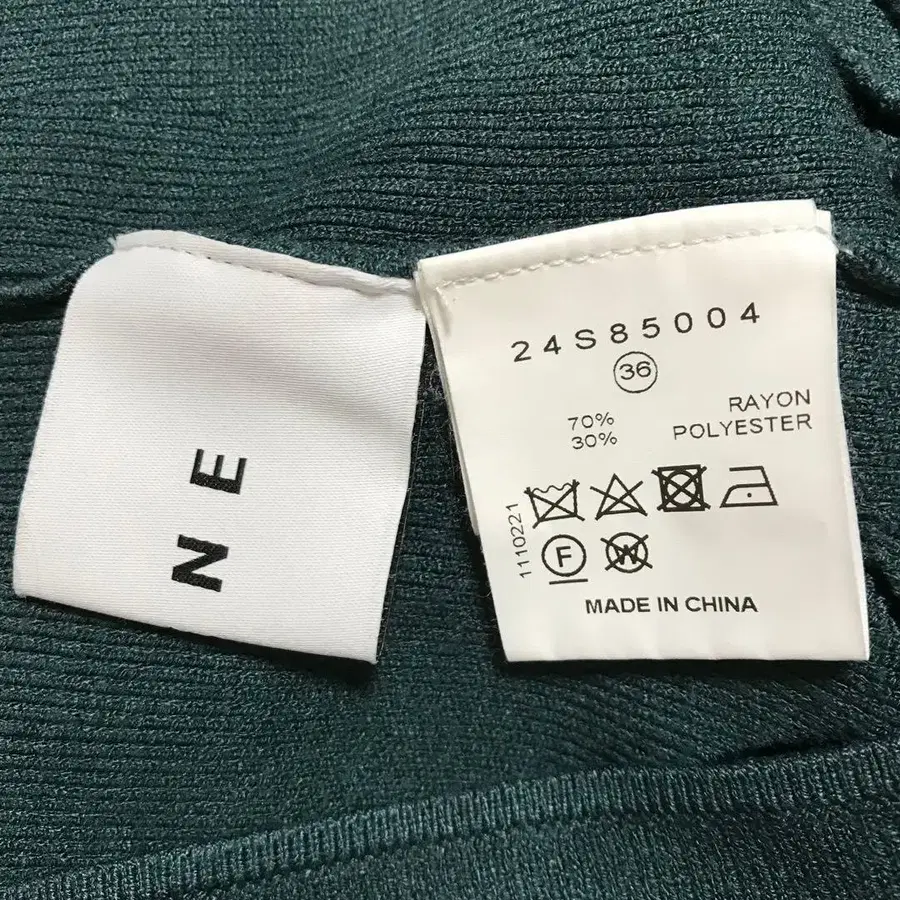 NE
24S85004
36
70% RAYON
30% POLYESTER
1110221
F W
MADE IN CHINA